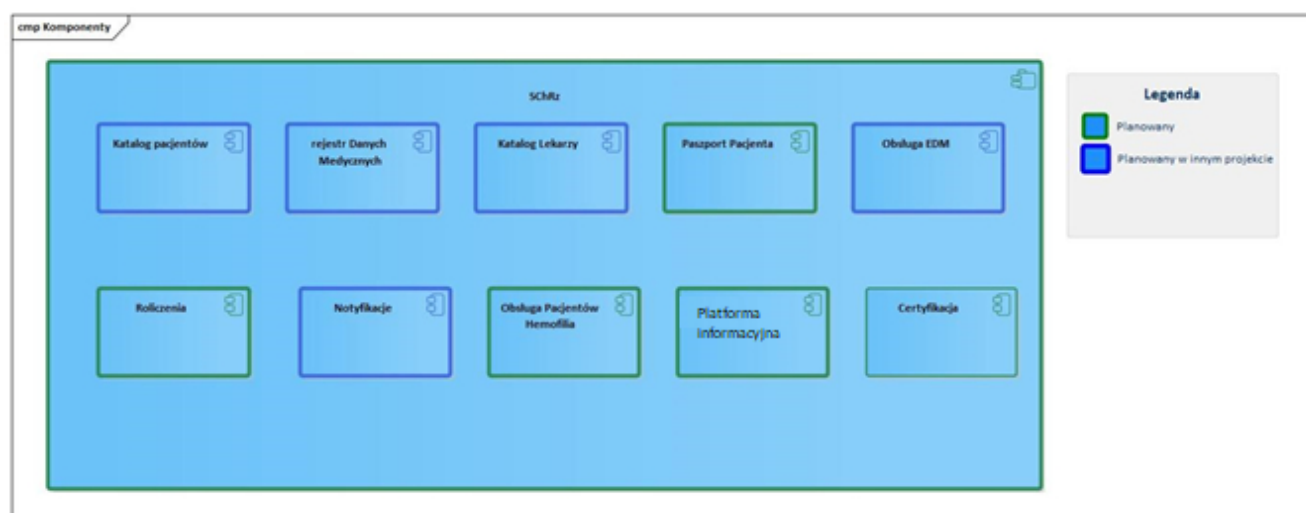 cmp Komponenty
SChRz
Legenda
Planowany
Planowany w innym projekcie
Katalog pacjentów
rejestr Danych
Medycznych
Katalog Lekarzy
Paszport Pacjenta
Obsługa EDM
Roliczenia
Notyfikacje
Obsługa Pacjentów
Hemofilia
Platforma
informacyjna
Certyfikacja